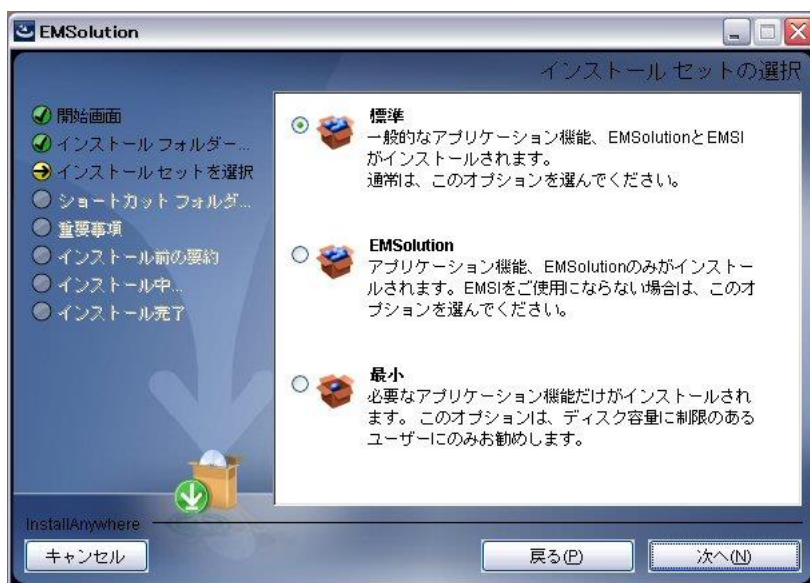 EMSolution
インストール セットの選択
開始画面
インストール フォルダー...
インストール セットを選択
ショートカット フォルダ...
重要事項
インストール前の要約
インストール中...
インストール完了
標準
一般的なアプリケーション機能、EMSolutionとEMSI
がインストールされます。
通常は、このオプションを選んでください。
EMSolution
アプリケーション機能、EMSolutionのみがインストー
ルされます。EMSIをご使用にならない場合は、このオ
プションを選んでください。
最小
必要なアプリケーション機能だけがインストールされ
ます。このオプションは、ディスク容量に制限のある
ユーザーにのみお勧めします。
InstallAnywhere
キャンセル
戻る(P)
次へ(N)